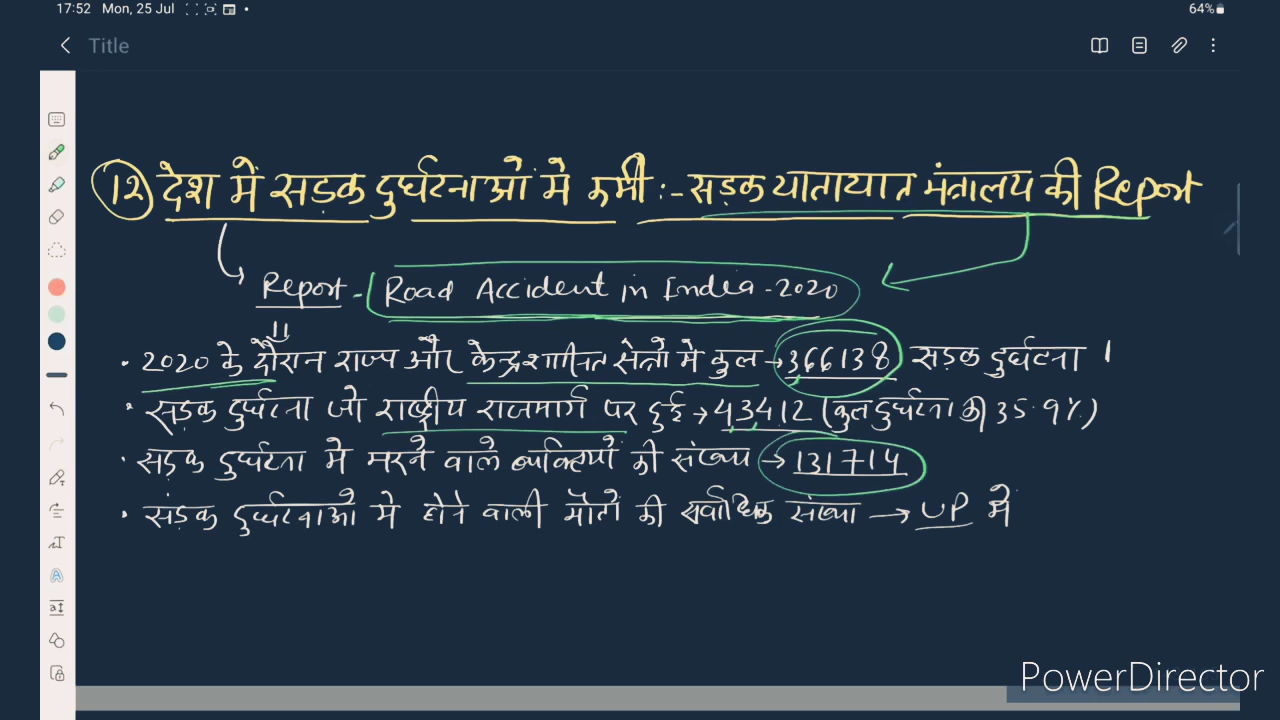 17:52 Mon, 25 Jul
64%
Title
12 देश में सड़क दुर्घटनाओं में कमी :- सड़क यातायात मंत्रालय की Report
Report - Road Accident in India - 2020
• 2020 के दौरान राज्य और केन्द्रशासित क्षेत्रों में कुल → 366138 सड़क दुर्घटना ।
• सड़क दुर्घटना जो राष्ट्रीय राजमार्ग पर हुई → 43412 (कुल दुर्घटना का 35.9%)
• सड़क दुर्घटना में मरने वाले व्यक्तियों की संख्या → 131714
• संड़क दुर्घटनाओं में होने वाली मौतों की सर्वाधिक संख्या → UP में
PowerDirector